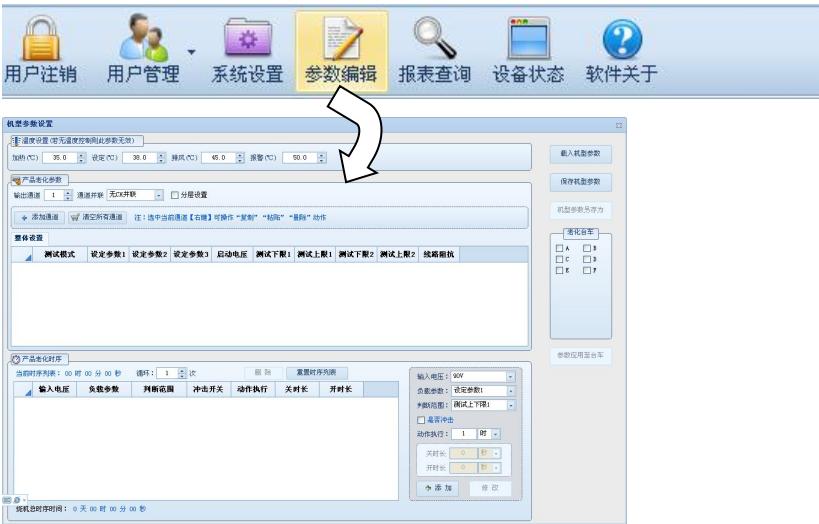 用户注销 用户管理 系统设置 参数编辑 报表查询 设备状态 软件关于
机型参数设置
温度设置(若无温度控制则此参数无效)
加热(℃) 35.0 设定(℃) 38.0 排风(℃) 45.0 报警(℃) 50.0
载入机型参数
产品老化参数
保存机型参数
输出通道 1 通道并联 无CH并联 分层设置
机型参数另存为
添加通道 清空所有通道 注：选中当前通道【右键】可操作“复制”“粘贴”“删除”动作
老化台车
整体设置
A B
测试模式 设定参数1 设定参数2 设定参数3 启动电压 测试下限1 测试上限1 测试下限2 测试上限2 线路阻抗
C D
E F
参数应用至台车
产品老化时序
当前时序列表： 00 时 00 分 00 秒 循环： 1 次 删 除 重置时序列表
输入电压： 90V
输入电压 负载参数 判断范围 冲击开关 动作执行 关时长 开时长
负载参数： 设定参数1
判断范围： 测试上下限1
是否冲击
动作执行： 1 时
关时长 0 秒
开时长 0 秒
添 加 修 改
烧机总时序时间： 0 天 00 时 00 分 00 秒